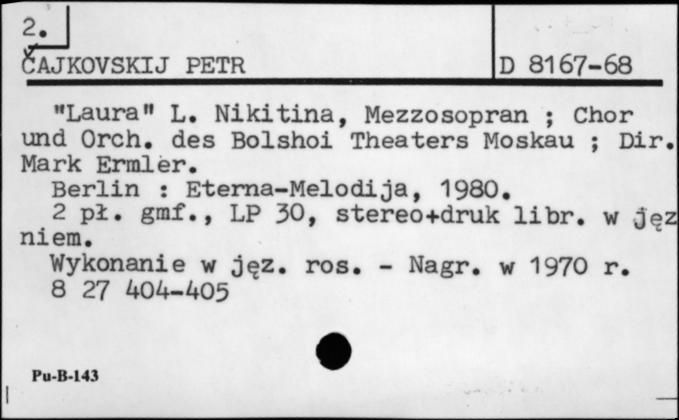 2.
ČAJKOVSKIJ PETR
D 8167-68
"Laura" L. Nikitina, Mezzosopran ; Chor
und Orch. des Bolshoi Theaters Moskau ; Dir.
Mark Ermler.
Berlin : Eterna-Melodija, 1980.
2 pł. gmf., LP 30, stereo+druk libr. w jęz
niem.
Wykonanie w jęz. ros. - Nagr. w 1970 r.
8 27 404-405
Pu-B-143